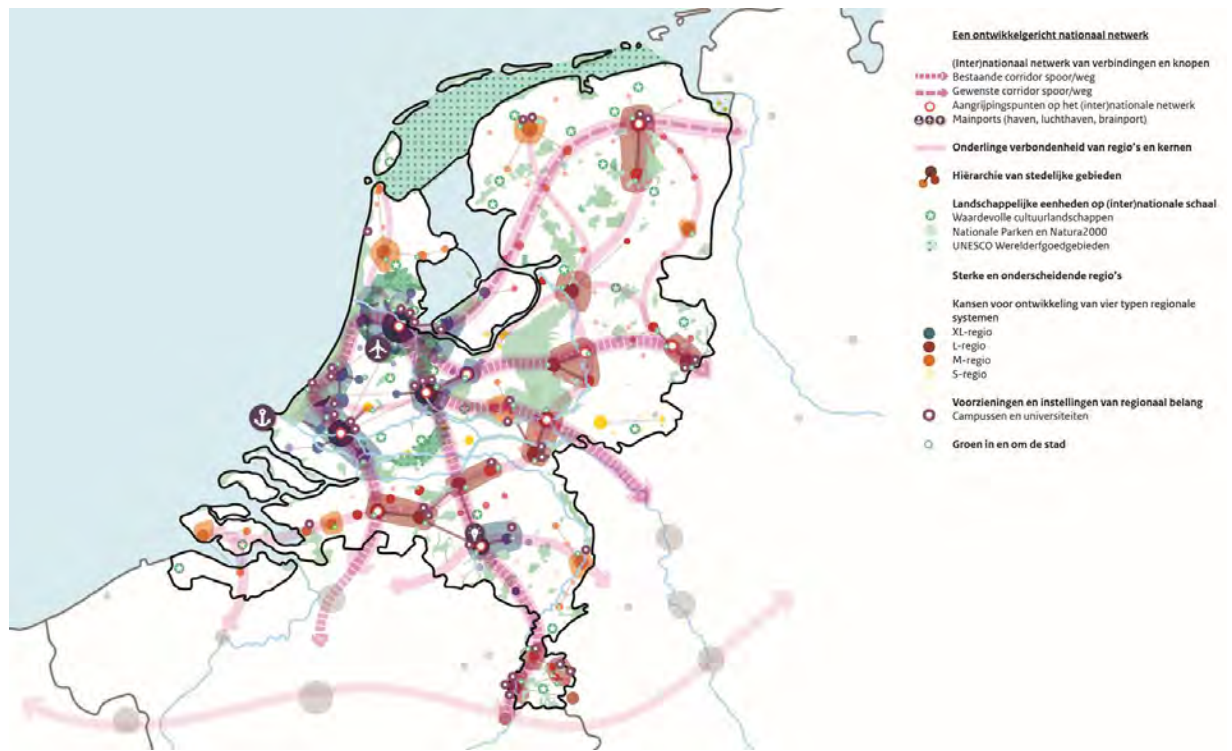 Een ontwikkelgericht nationaal netwerk
(Inter)nationaal netwerk van verbindingen en knopen
Bestaande corridor spoor/weg
Gewenste corridor spoor/weg
Aangrijpingspunten op het (inter)nationale netwerk
Mainports (haven, luchthaven, brainport)
Onderlinge verbondenheid van regio's en kernen
Hiërarchie van stedelijke gebieden
Landschappelijke eenheden op (inter)nationale schaal
Waardevolle cultuurlandschappen
Nationale Parken en Natura2000
UNESCO Werelderfgoedgebieden
Sterke en onderscheidende regio's
Kansen voor ontwikkeling van vier typen regionale
systemen
XL-regio
L-regio
M-regio
S-regio
Voorzieningen en instellingen van regionaal belang
Campussen en universiteiten
Groen in en om de stad